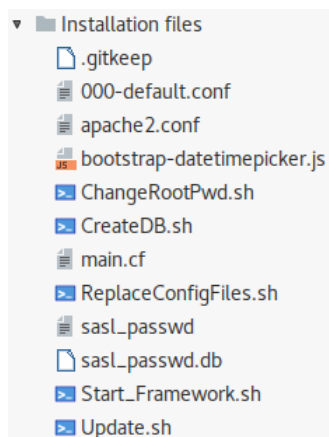 Installation files
.gitkeep
000-default.conf
apache2.conf
JS bootstrap-datetimepicker.js
ChangeRootPwd.sh
CreateDB.sh
main.cf
ReplaceConfigFiles.sh
sasl_passwd
sasl_passwd.db
Start_Framework.sh
Update.sh